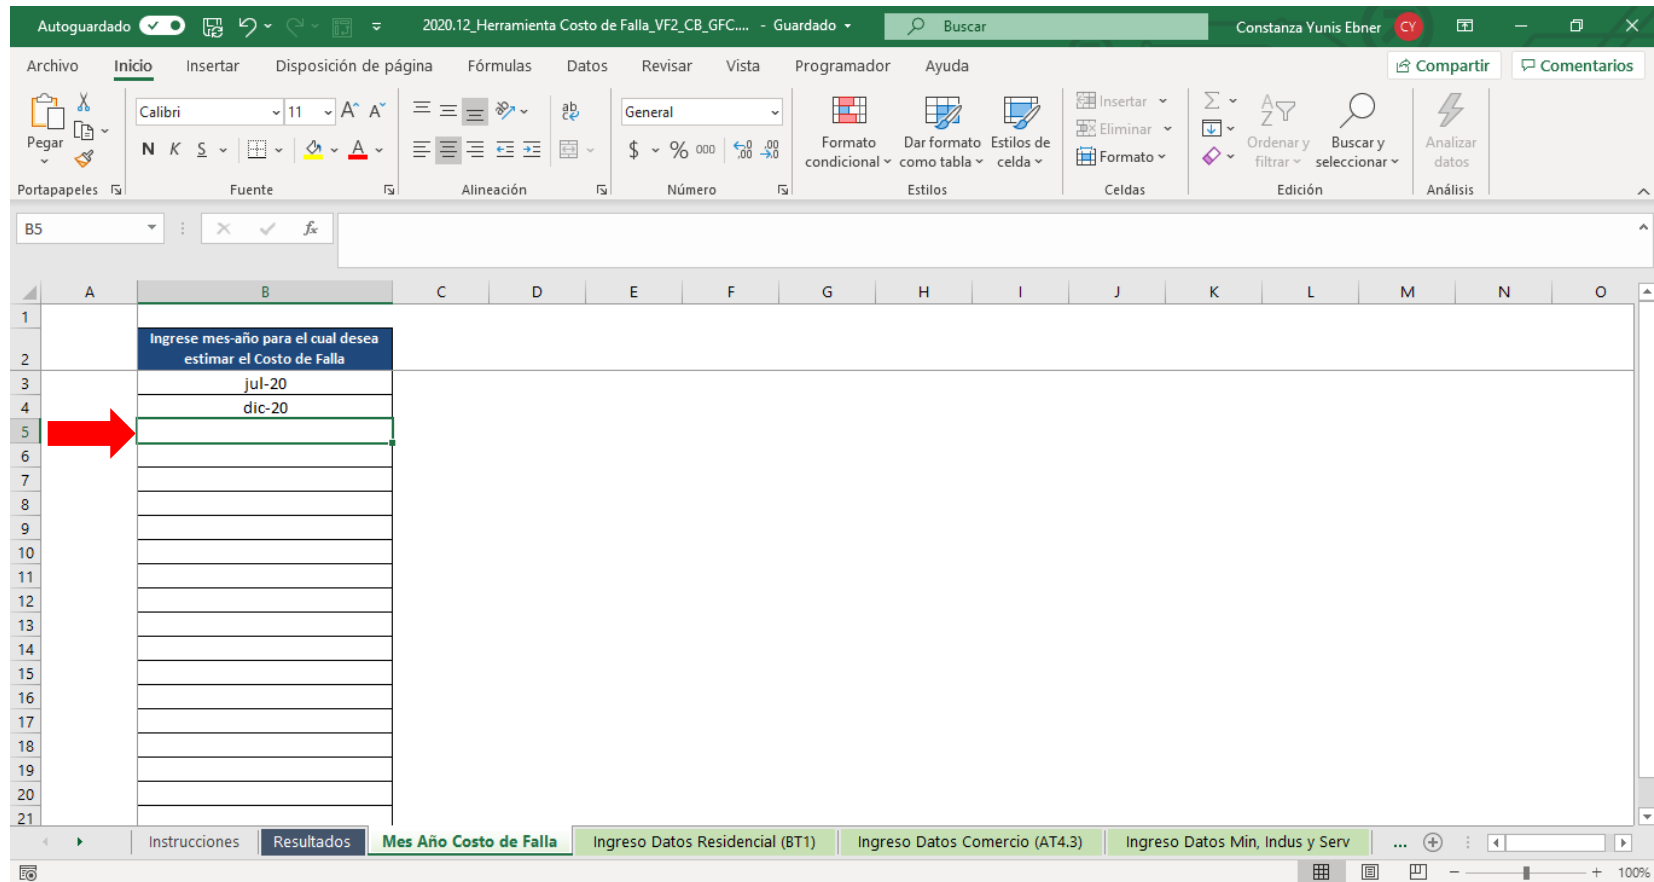 Autoguardado
2020.12_Herramienta Costo de Falla_VF2_CB_GFC.... - Guardado
Buscar
Constanza Yunis Ebner CY
Archivo Inicio Insertar Disposición de página Fórmulas Datos Revisar Vista Programador Ayuda
Compartir Comentarios
Pegar
Portapapeles
Calibri 11 A^ A˅
N K S A
Fuente
ab
Alineación
General
$ % 000
Número
Formato condicional
Dar formato como tabla
Estilos de celda
Estilos
Insertar
Eliminar
Formato
Celdas
Ordenar y filtrar
Buscar y seleccionar
Edición
Analizar datos
Análisis
B5 fx
A B C D E F G H I J K L M N O
1
2 Ingrese mes-año para el cual desea
estimar el Costo de Falla
3 jul-20
4 dic-20
5
6
7
8
9
10
11
12
13
14
15
16
17
18
19
20
21
Instrucciones Resultados Mes Año Costo de Falla Ingreso Datos Residencial (BT1) Ingreso Datos Comercio (AT4.3) Ingreso Datos Min, Indus y Serv ...
100%